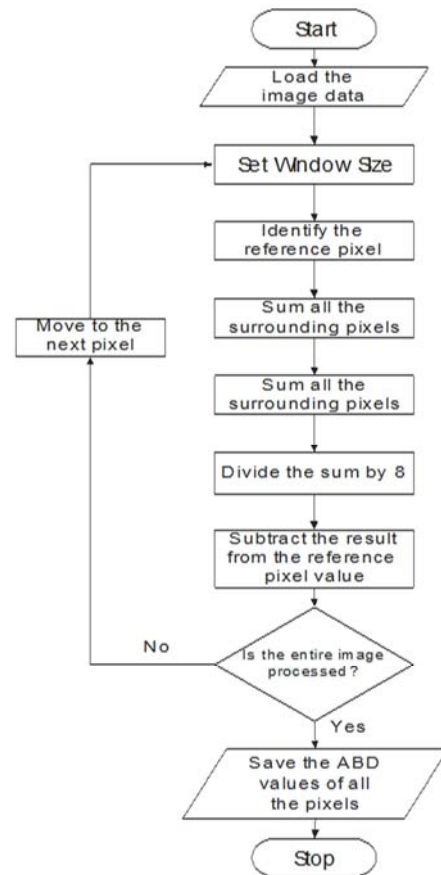 Start
Load the
image data
Set Window Size
Identify the
reference pixel
Sum all the
surrounding pixels
Move to the
next pixel
Sum all the
surrounding pixels
Divide the sum by 8
Subtract the result
from the reference
pixel value
No
Is the entire image
processed ?
Yes
Save the ABD
values of all
the pixels
Stop